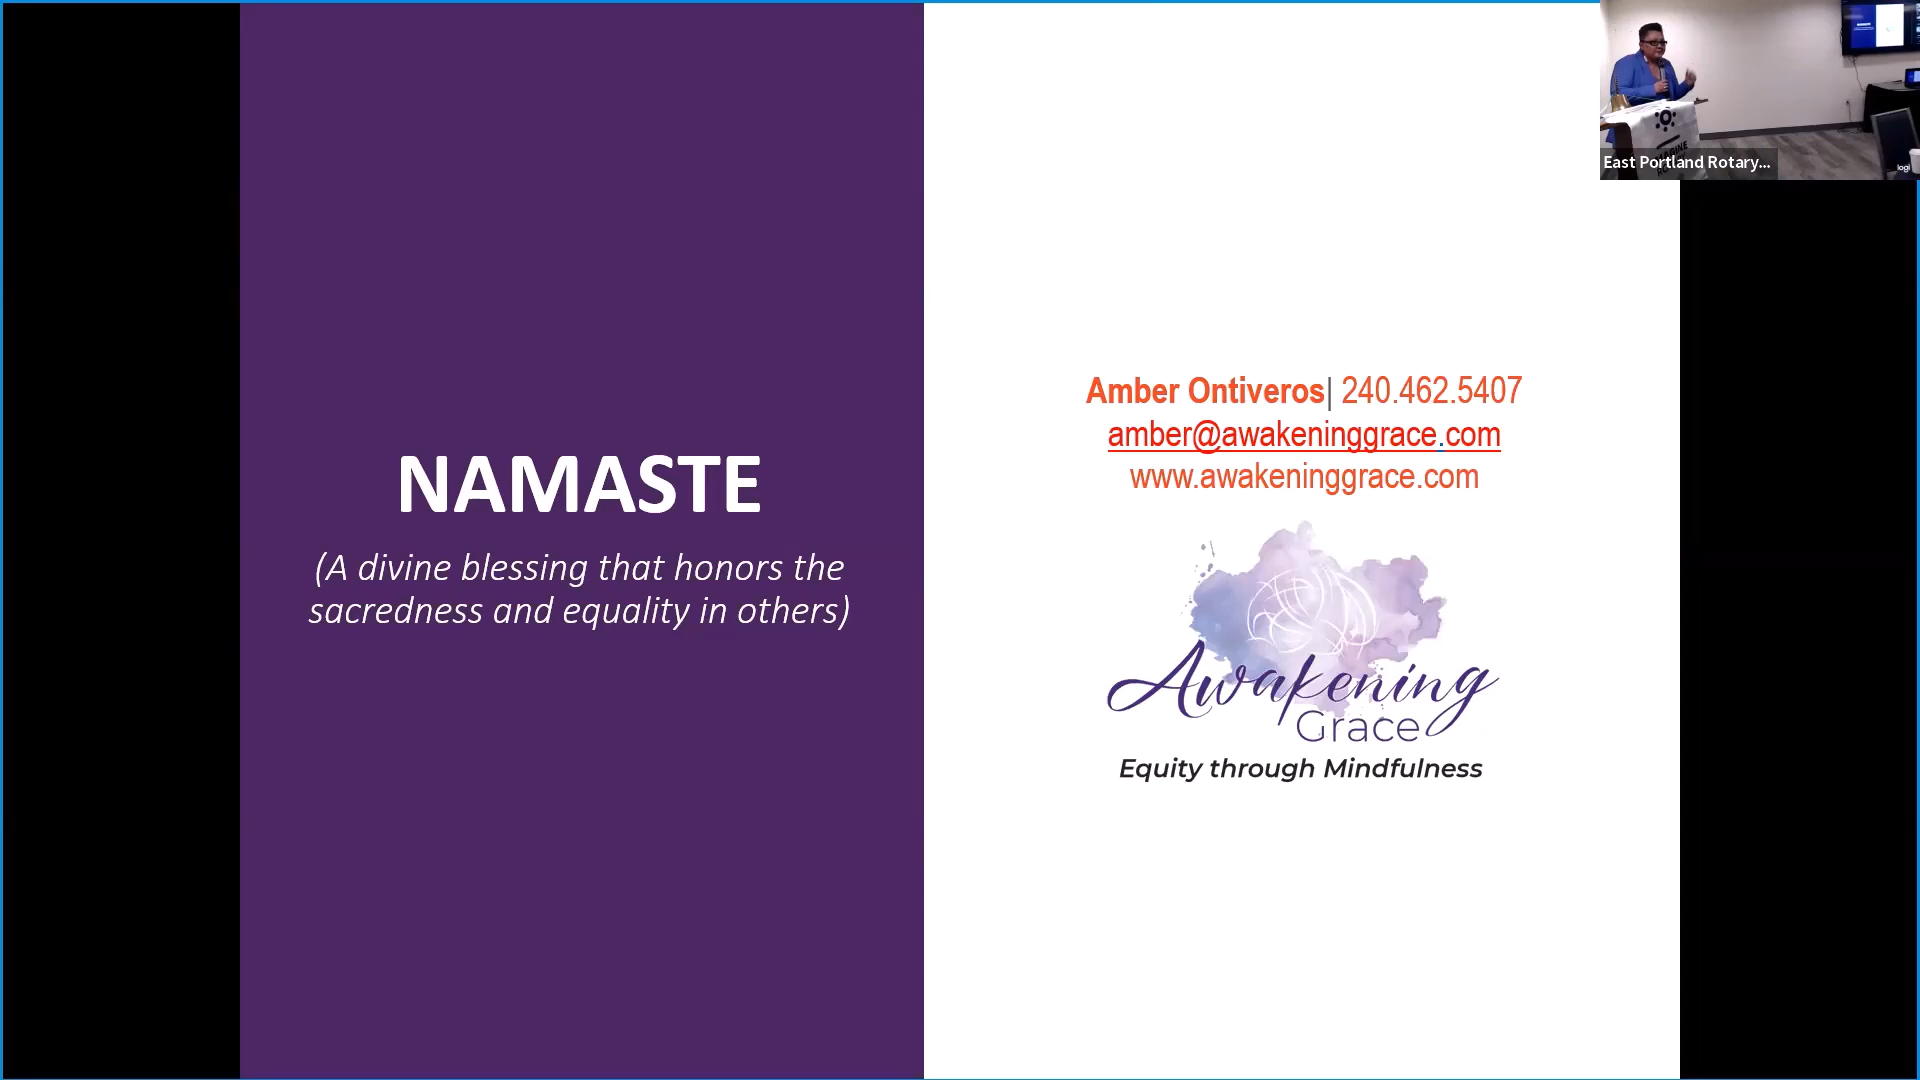 NAMASTE
(A divine blessing that honors the
sacredness and equality in others)
Amber Ontiveros| 240.462.5407
amber@awakeninggrace.com
www.awakeninggrace.com
Awakening
Grace
Equity through Mindfulness
East Portland Rotary...
logi